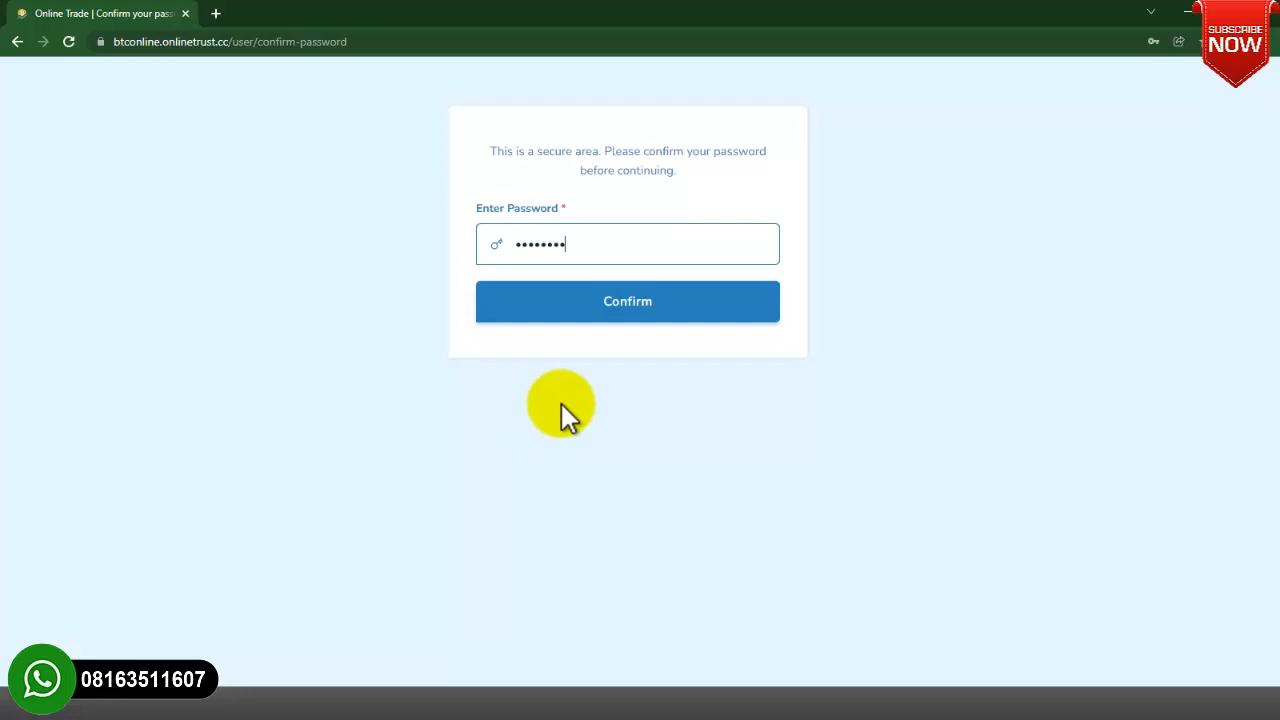 Online Trade | Confirm your pass
btconline.onlinetrust.cc/user/confirm-password
SUBSCRIBE
NOW
This is a secure area. Please confirm your password
before continuing.
Enter Password *
••••••••
Confirm
08163511607